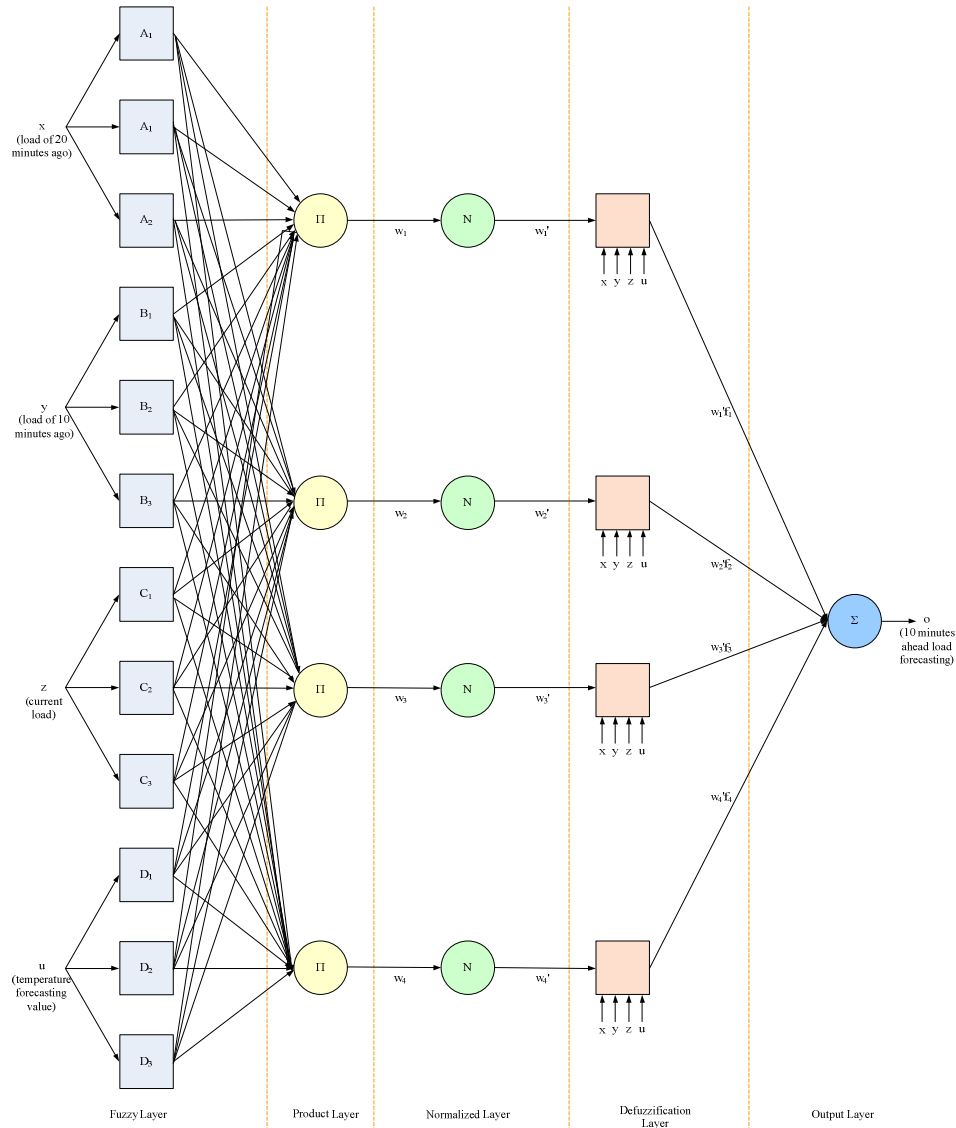 A₁
x
(load of 20
minutes ago)
A₁
A₂
Π
w₁
N
w₁'
x y z u
B₁
y
(load of 10
minutes ago)
B₂
w₁'f₁
B₃
Π
w₂
N
w₂'
x y z u
w₂'f₂
C₁
Σ
o
(10 minutes
ahead load
forecasting)
w₃'f₃
z
(current
load)
C₂
Π
w₃
N
w₃'
x y z u
C₃
w₄'f₄
D₁
u
(temperature
forecasting
value)
D₂
Π
w₄
N
w₄'
x y z u
D₃
Fuzzy Layer
Product Layer
Normalized Layer
Defuzzification
Layer
Output Layer